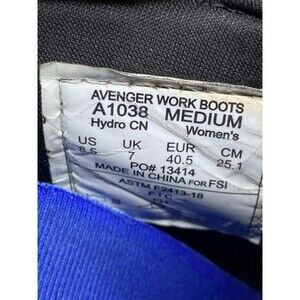 AVENGER WORK BOOTS
A1038 MEDIUM
Hydro CN Women's
US UK EUR CM
8.5 7 40.5 25.1
PO# 13414
MADE IN CHINA FOR FSI
ASTM F2413-18